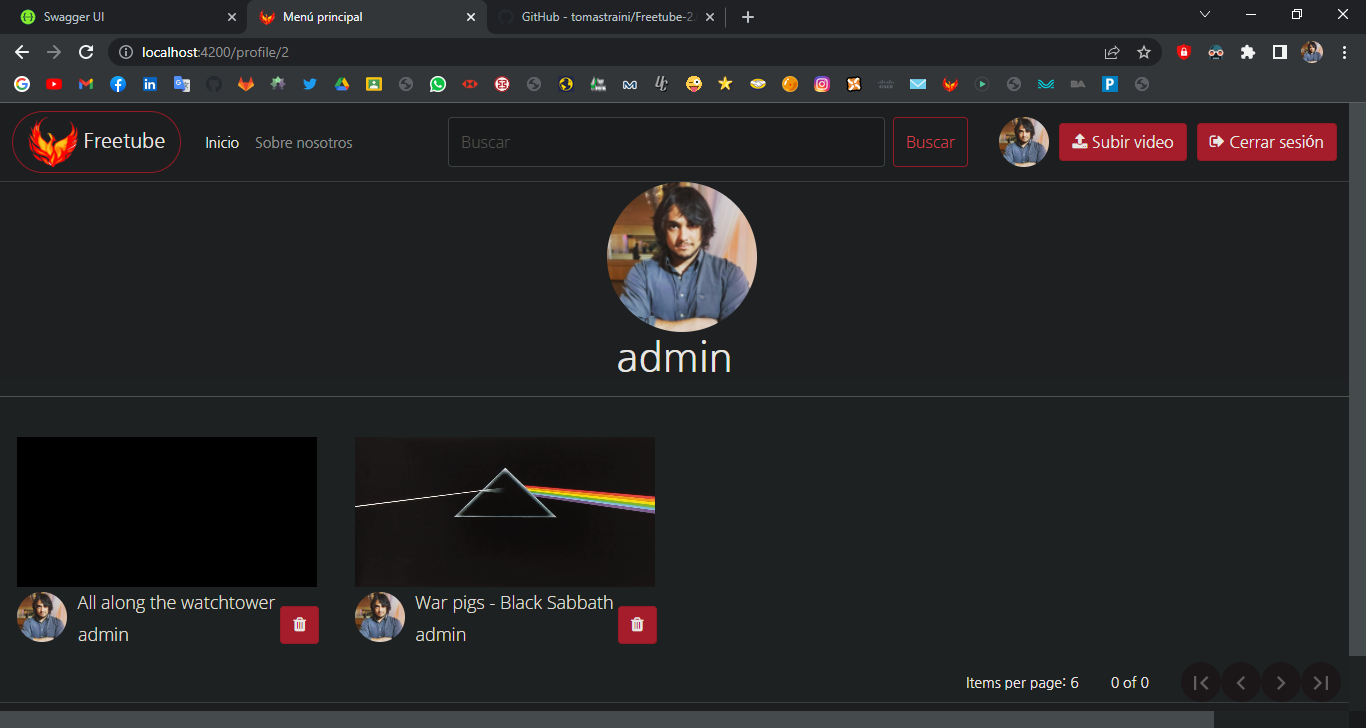 Swagger UI
Menú principal
GitHub - tomastraini/Freetube-2
localhost:4200/profile/2
Freetube
Inicio
Sobre nosotros
Buscar
Buscar
Subir video
Cerrar sesión
admin
All along the watchtower
admin
War pigs - Black Sabbath
admin
Items per page: 6
0 of 0